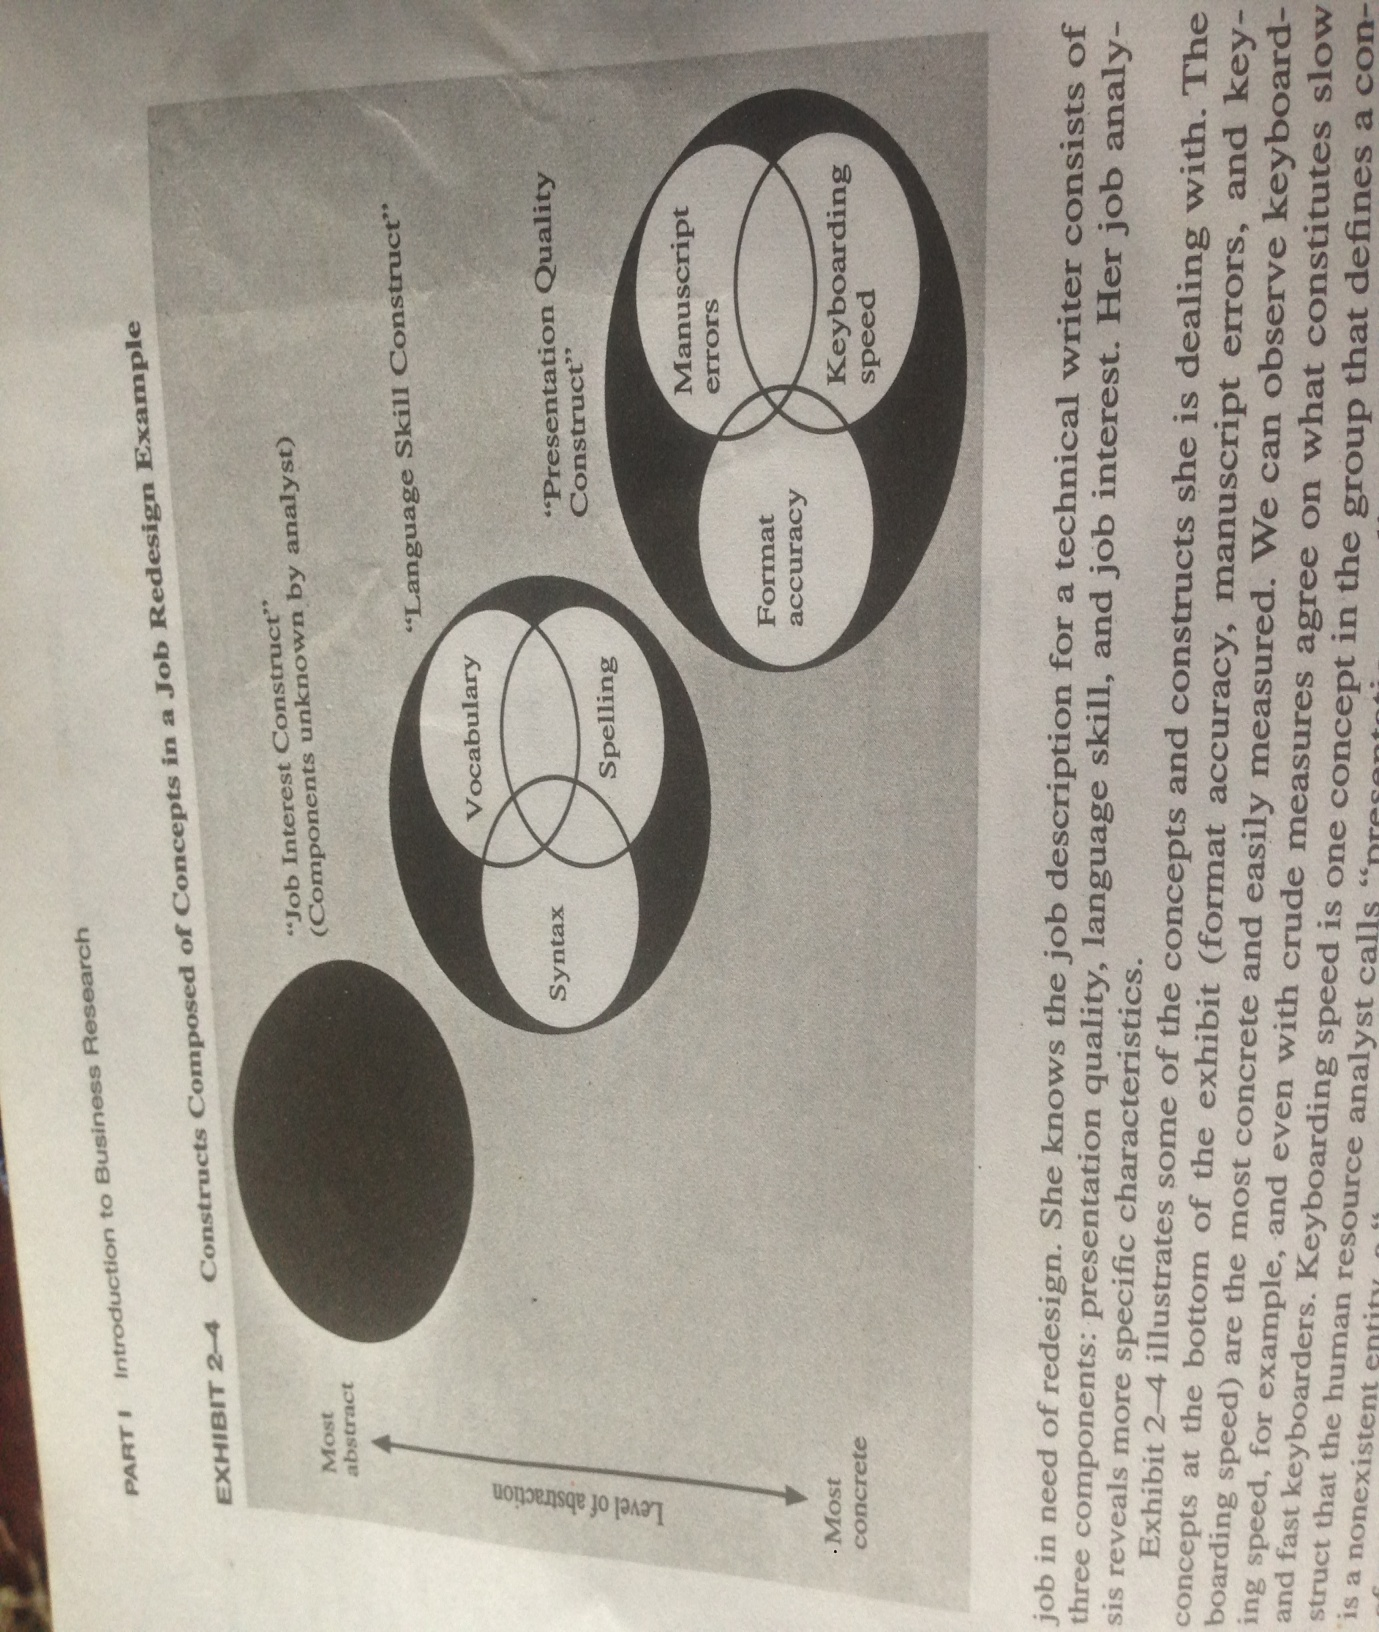 PART I Introduction to Business Research
EXHIBIT 2–4 Constructs Composed of Concepts in a Job Redesign Example
Most
abstract
Level of abstraction
Most
concrete
“Job Interest Construct”
(Components unknown by analyst)
“Language Skill Construct”
Vocabulary
Syntax
Spelling
“Presentation Quality
Construct”
Manuscript
errors
Format
accuracy
Keyboarding
speed
job in need of redesign. She knows the job description for a technical writer consists of
three components: presentation quality, language skill, and job interest. Her job analy-
sis reveals more specific characteristics.
Exhibit 2–4 illustrates some of the concepts and constructs she is dealing with. The
concepts at the bottom of the exhibit (format accuracy, manuscript errors, and key-
boarding speed) are the most concrete and easily measured. We can observe keyboard-
ing speed, for example, and even with crude measures agree on what constitutes slow
and fast keyboarders. Keyboarding speed is one concept in the group that defines a con-
struct that the human resource analyst calls “presentation
is a nonexistent entity, a “